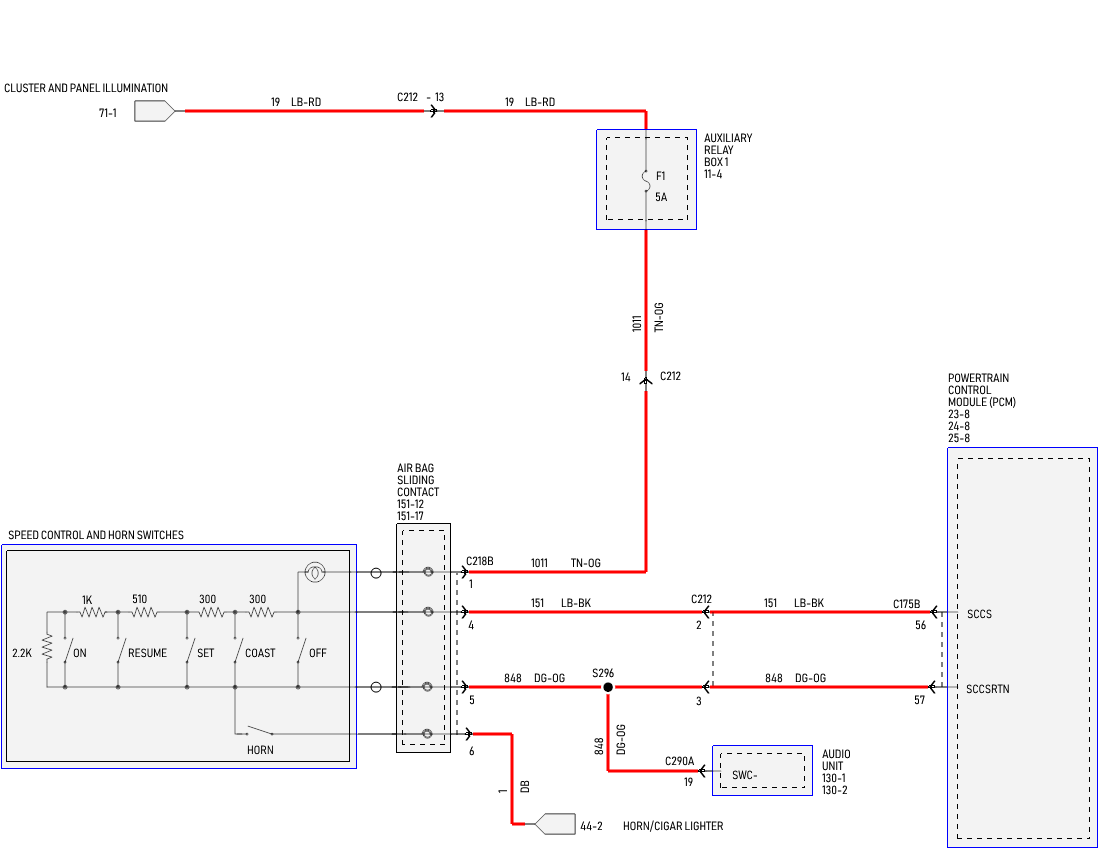 CLUSTER AND PANEL ILLUMINATION
71-1
19 LB-RD
C212 - 13
19 LB-RD
AUXILIARY
RELAY
BOX 1
11-4
F1
5A
1011
TN-OG
14
C212
POWERTRAIN
CONTROL
MODULE (PCM)
23-8
24-8
25-8
AIR BAG
SLIDING
CONTACT
151-12
151-17
SPEED CONTROL AND HORN SWITCHES
C218B
1
1011 TN-OG
1K
510
300
300
151 LB-BK
C212
151 LB-BK
C175B
4
2
56
SCCS
2.2K
ON
RESUME
SET
COAST
OFF
848 DG-OG
S296
848 DG-OG
5
3
57
SCCSRTN
HORN
6
848
DG-OG
C290A
19
SWC-
AUDIO
UNIT
130-1
130-2
1
DB
44-2
HORN/CIGAR LIGHTER